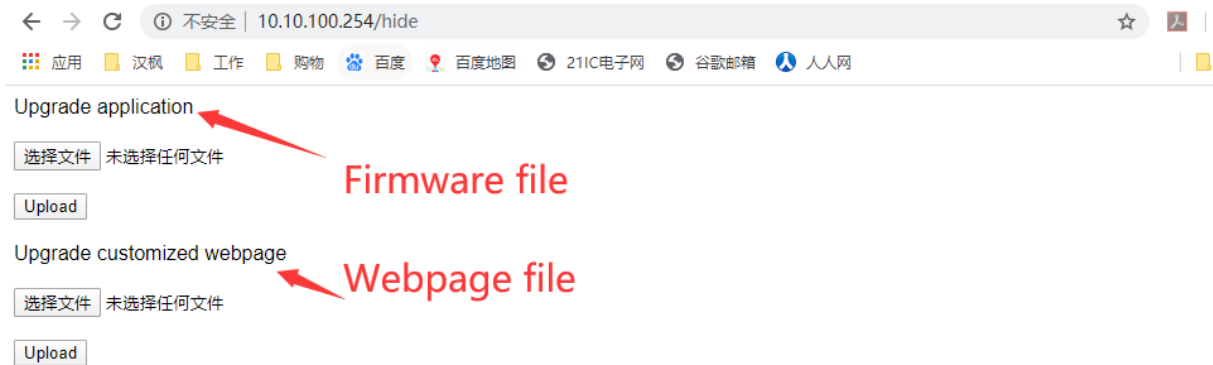 不安全 | 10.10.100.254/hide
应用 汉枫 工作 购物 百度 百度地图 21IC电子网 谷歌邮箱 人人网
Upgrade application
选择文件 未选择任何文件
Firmware file
Upload
Upgrade customized webpage
Webpage file
选择文件 未选择任何文件
Upload